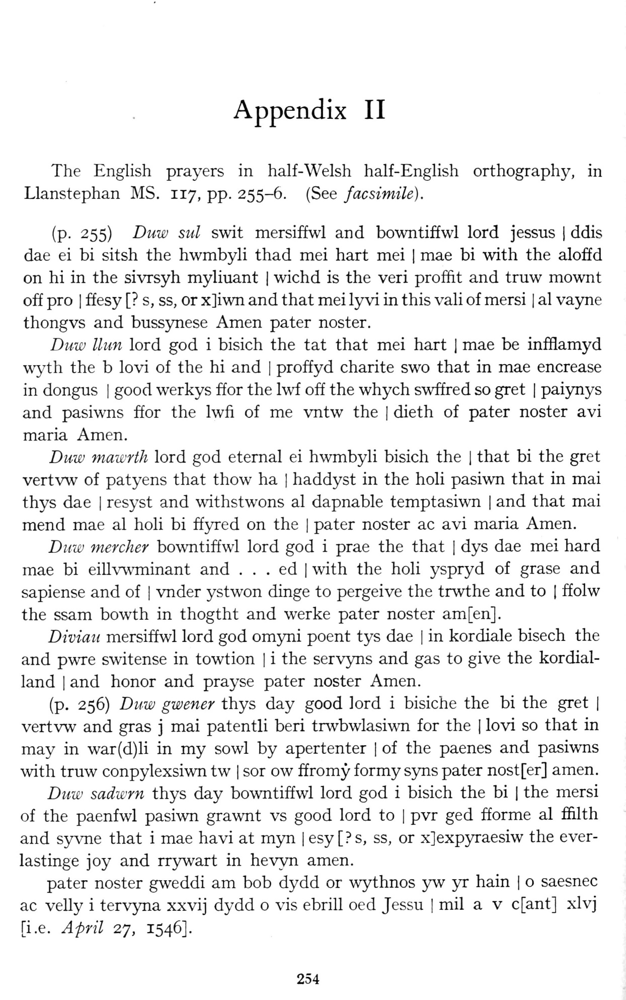 Appendix II
The English prayers in half-Welsh half-English orthography, in
Llanstephan MS. 117, pp. 255–6. (See facsimile).
(p. 255) Duw sul swit mersiffwl and bowntiffwl lord jessus | ddis
dae ei bi sitsh the hwmbyli thad mei hart mei | mae bi with the aloffd
on hi in the sivrsyh myliuant | wichd is the veri proffit and truw mownt
off pro | ffesy [? s, ss, or x]iwn and that mei lyvi in this vali of mersi | al vayne
thongvs and bussynese Amen pater noster.
Duw llun lord god i bisich the tat that mei hart | mae be infflamyd
wyth the b lovi of the hi and | proffyd charite swo that in mae encrease
in dongus | good werkys ffor the lwf off the whych swffred so gret | paiynys
and pasiwns ffor the lwfi of me vntw the | dieth of pater noster avi
maria Amen.
Duw mawrth lord god eternal ei hwmbyli bisich the | that bi the gret
vertvw of patyens that thow ha | haddyst in the holi pasiwn that in mai
thys dae | resyst and withstwons al dapnable temptasiwn | and that mai
mend mae al holi bi ffyred on the | pater noster ac avi maria Amen.
Duw mercher bowntiffwl lord god i prae the that | dys dae mei hard
mae bi eillvwminant and . . . ed | with the holi yspryd of grase and
sapiense and of | vnder ystwon dinge to pergeive the trwthe and to | ffolw
the ssam bowth in thogtht and werke pater noster am[en].
Diviau mersiffwl lord god omyni poent tys dae | in kordiale bisech the
and pwre switense in towtion | i the servyns and gas to give the kordial-
land | and honor and prayse pater noster Amen.
(p. 256) Duw gwener thys day good lord i bisiche the bi the gret |
vertvw and gras j mai patentli beri trwbwlasiwn for the | lovi so that in
may in war(d)li in my sowl by apertenter | of the paenes and pasiwns
with truw conpylexsiwn tw | sor ow ffromẏ formy syns pater nost[er] amen.
Duw sadwrn thys day bowntiffwl lord god i bisich the bi | the mersi
of the paenfwl pasiwn grawnt vs good lord to | pvr ged fforme al ffilth
and syvne that i mae havi at myn | esy [? s, ss, or x]expyraesiw the ever-
lastinge joy and rrywart in hevyn amen.
pater noster gweddi am bob dydd or wythnos yw yr hain | o saesnec
ac velly i tervyna xxvij dydd o vis ebrill oed Jessu | mil a v c[ant] xlvj
[i.e. April 27, 1546].
254